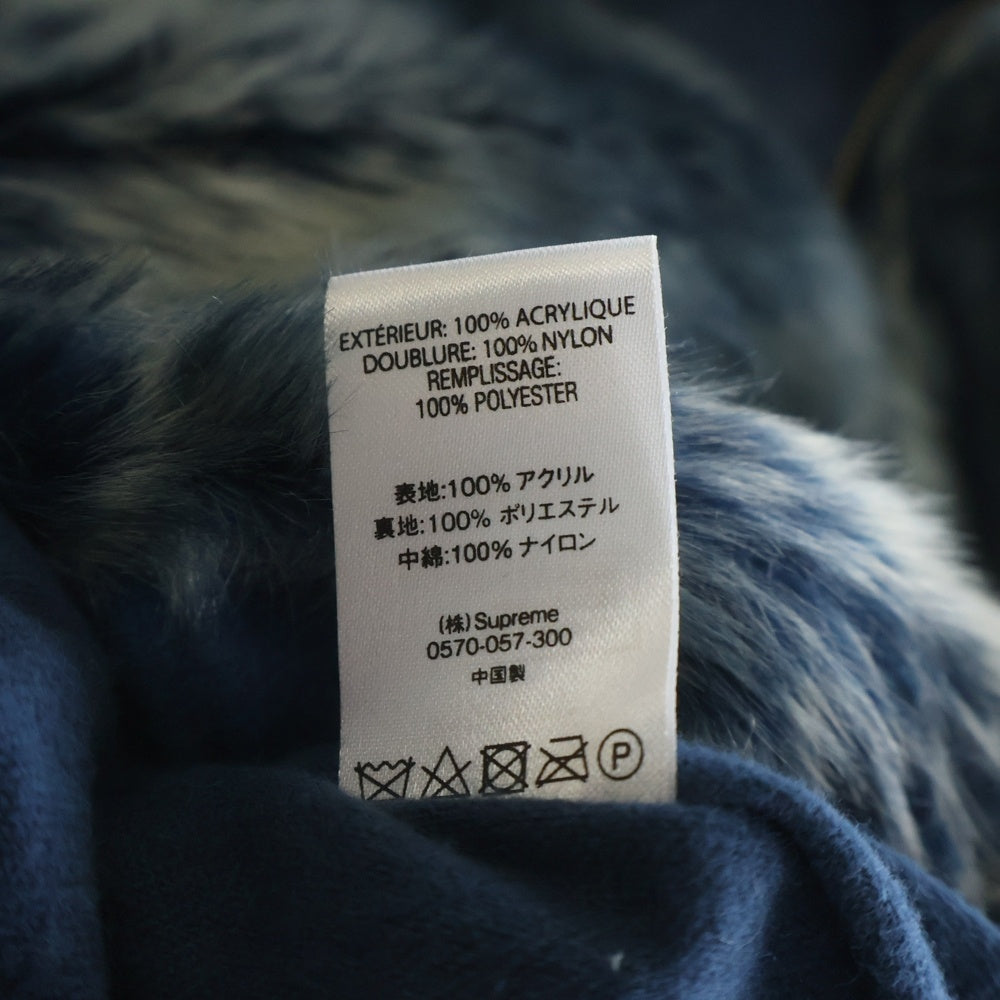 EXTÉRIEUR: 100% ACRYLIQUE
DOUBLURE: 100% NYLON
REMPLISSAGE:
100% POLYESTER
表地:100% アクリル
裏地:100% ポリエステル
中綿:100% ナイロン
(株)Supreme
0570-057-300
中国製
P